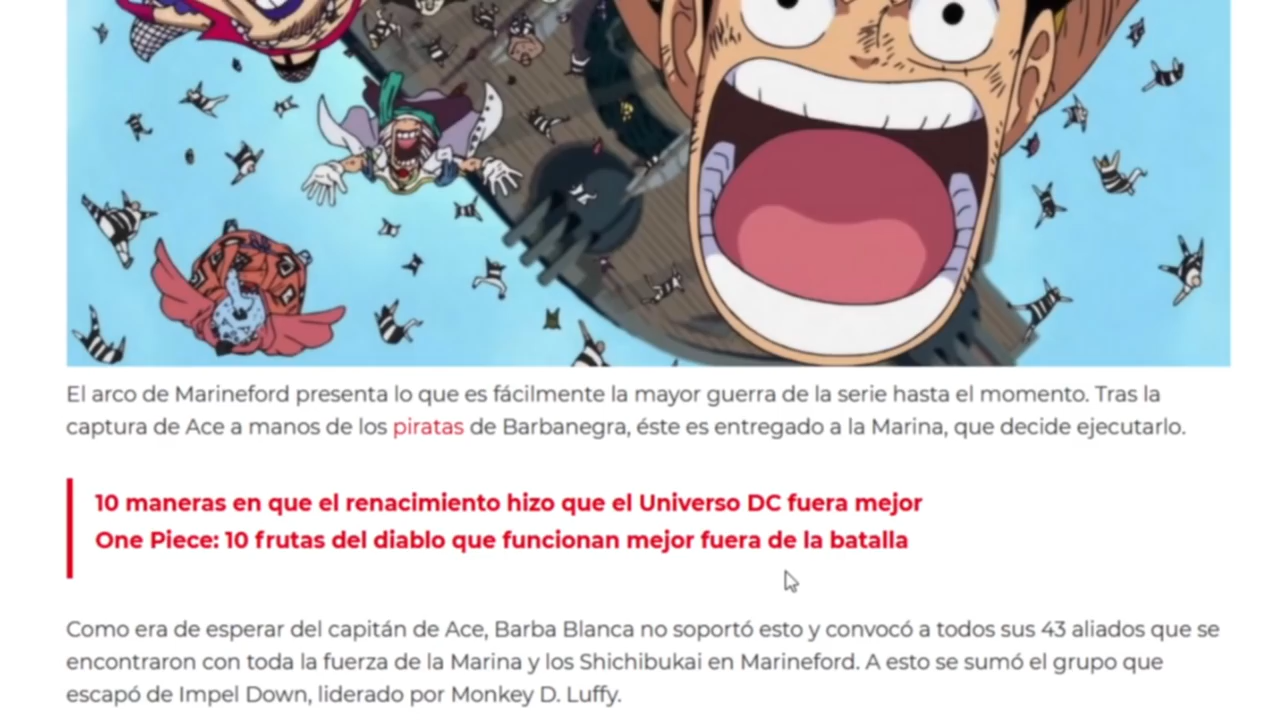 El arco de Marineford presenta lo que es fácilmente la mayor guerra de la serie hasta el momento. Tras la
captura de Ace a manos de los piratas de Barbanegra, éste es entregado a la Marina, que decide ejecutarlo.
10 maneras en que el renacimiento hizo que el Universo DC fuera mejor
One Piece: 10 frutas del diablo que funcionan mejor fuera de la batalla
Como era de esperar del capitán de Ace, Barba Blanca no soportó esto y convocó a todos sus 43 aliados que se
encontraron con toda la fuerza de la Marina y los Shichibukai en Marineford. A esto se sumó el grupo que
escapó de Impel Down, liderado por Monkey D. Luffy.